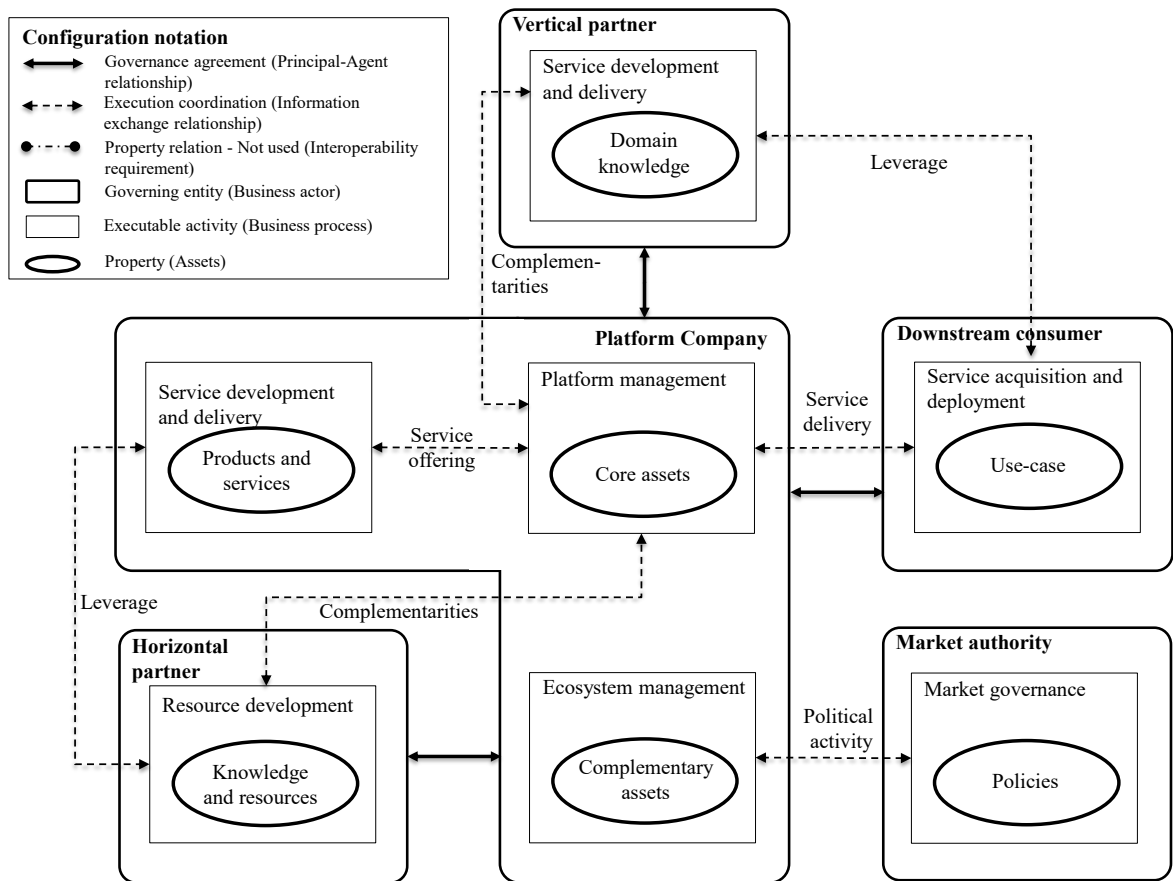 Configuration notation
Governance agreement (Principal-Agent
relationship)
Execution coordination (Information
exchange relationship)
Property relation - Not used (Interoperability
requirement)
Governing entity (Business actor)
Executable activity (Business process)
Property (Assets)
Vertical partner
Service development
and delivery
Domain
knowledge
Leverage
Complemen-
tarities
Platform Company
Service development
and delivery
Products and
services
Service
offering
Platform management
Core assets
Service
delivery
Downstream consumer
Service acquisition and
deployment
Use-case
Leverage
Complementarities
Horizontal
partner
Resource development
Knowledge
and resources
Ecosystem management
Complementary
assets
Political
activity
Market authority
Market governance
Policies